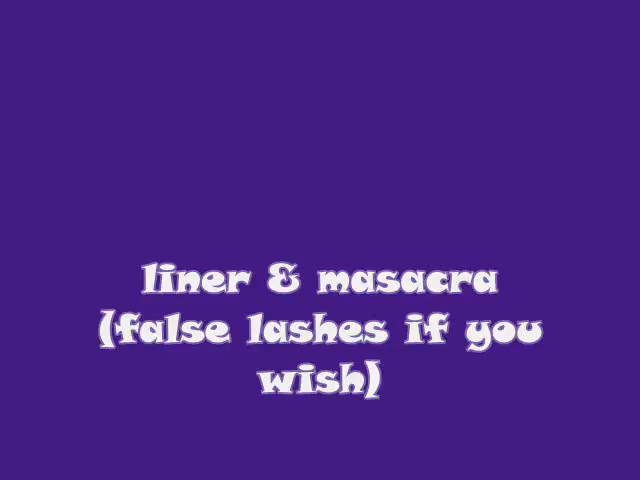 liner & masacra
(false lashes if you
wish)